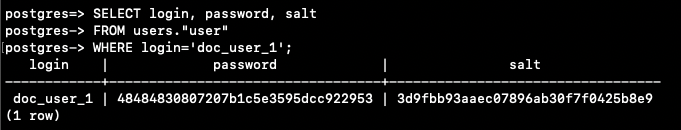 postgres=> SELECT login, password, salt
postgres-> FROM users."user"
postgres-> WHERE login='doc_user_1';
login | password | salt
-----------+----------------------------------+----------------------------------
doc_user_1 | 48484830807207b1c5e3595dcc922953 | 3d9fbb93aaec07896ab30f7f0425b8e9
(1 row)